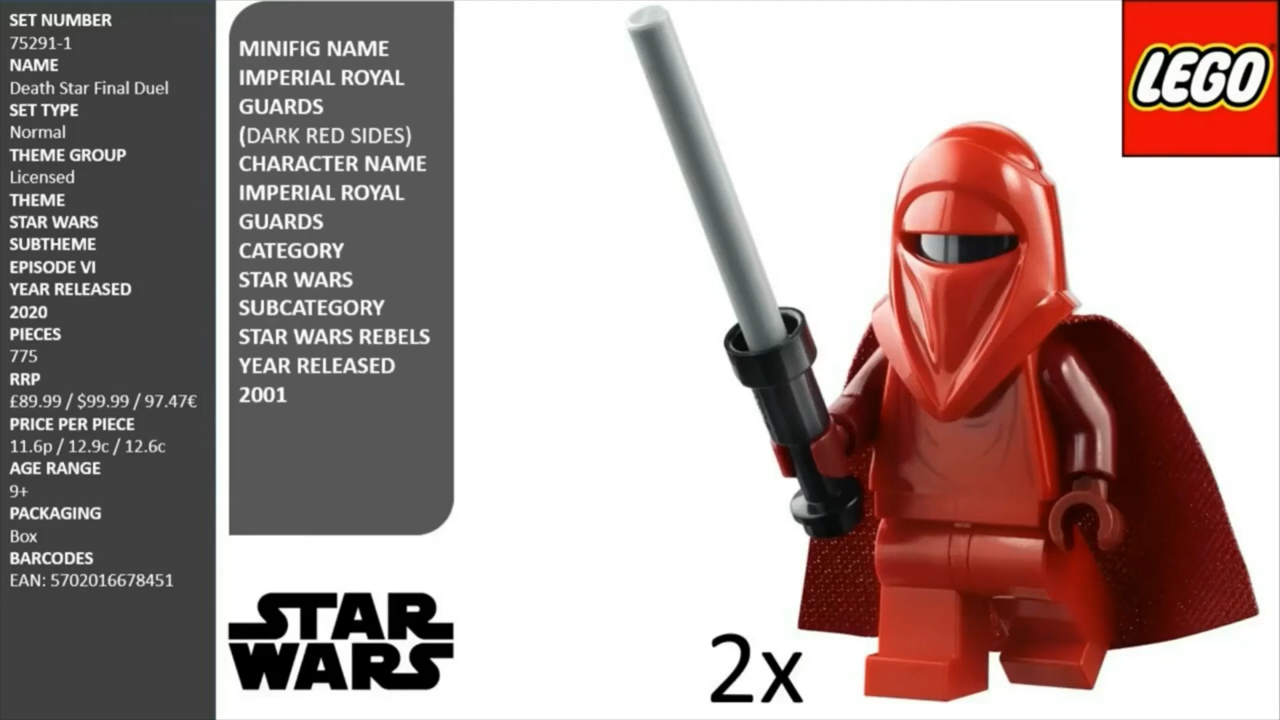 SET NUMBER
75291-1
NAME
Death Star Final Duel
SET TYPE
Normal
THEME GROUP
Licensed
THEME
STAR WARS
SUBTHEME
EPISODE VI
YEAR RELEASED
2020
PIECES
775
RRP
£89.99 / $99.99 / 97.47€
PRICE PER PIECE
11.6p / 12.9c / 12.6c
AGE RANGE
9+
PACKAGING
Box
BARCODES
EAN: 5702016678451
MINIFIG NAME
IMPERIAL ROYAL
GUARDS
(DARK RED SIDES)
CHARACTER NAME
IMPERIAL ROYAL
GUARDS
CATEGORY
STAR WARS
SUBCATEGORY
STAR WARS REBELS
YEAR RELEASED
2001
STAR
WARS
2x
LEGO